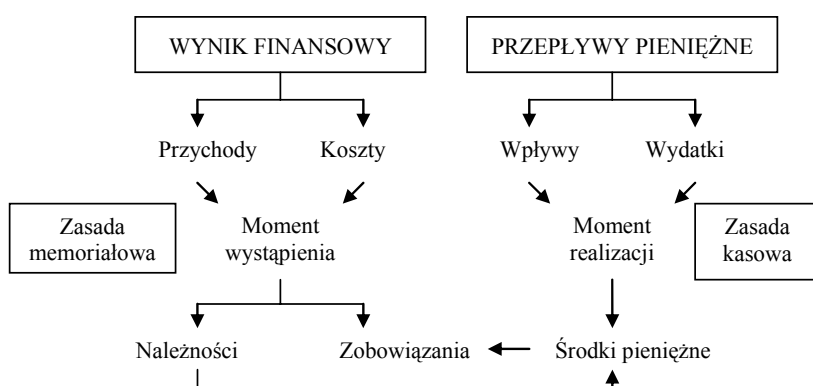 WYNIK FINANSOWY
PRZEPŁYWY PIENIĘŻNE
Przychody
Koszty
Wpływy
Wydatki
Zasada
memoriałowa
Moment
wystąpienia
Moment
realizacji
Zasada
kasowa
Należności
Zobowiązania
Środki pieniężne